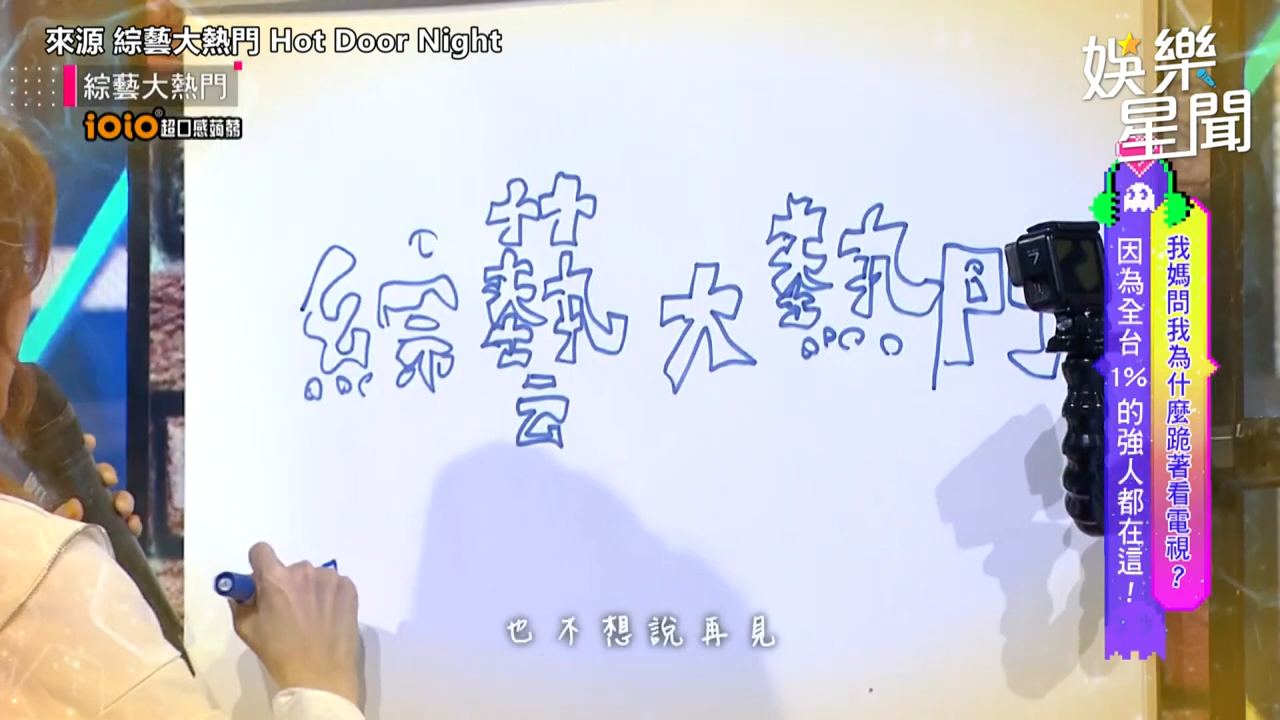 來源 綜藝大熱門 Hot Door Night
綜藝大熱門
iOiO®超口感蒟蒻
娛樂
星聞
綜藝大熱門
我媽問我為什麼跪著看電視？
因為全台1%的強人都在這！
也不想說再見